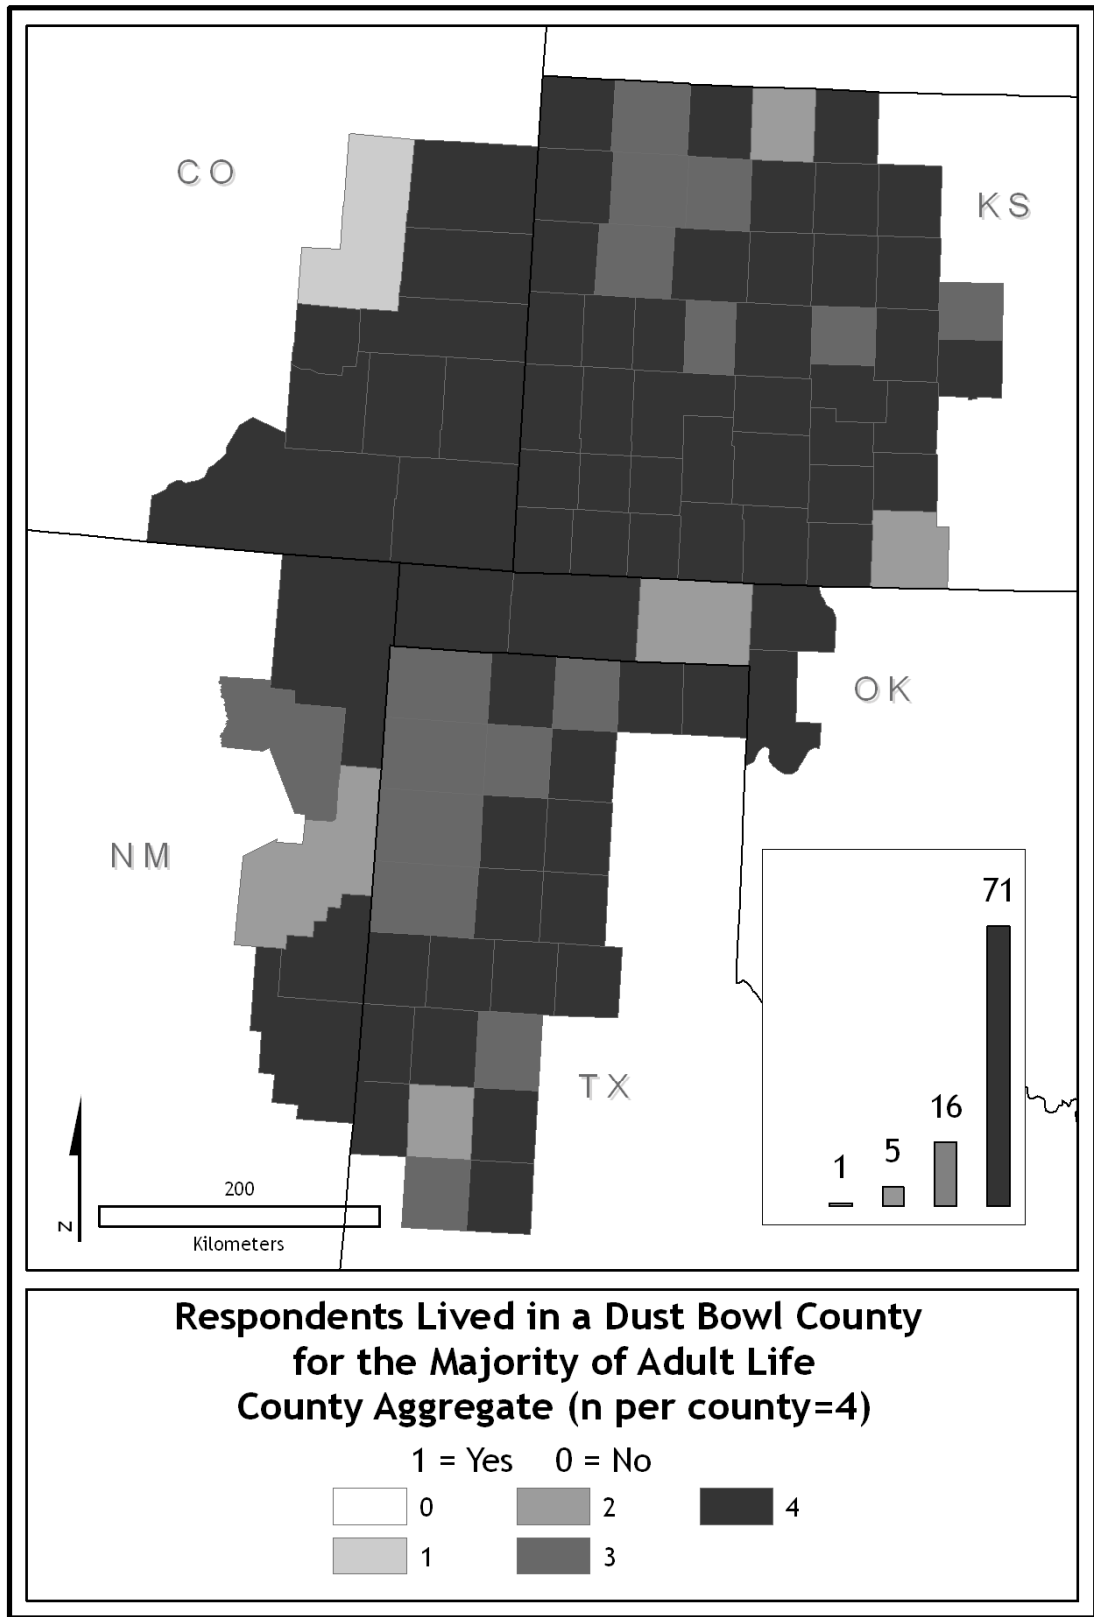 CO
KS
OK
NM
TX
71
16
5
1
200
Kilometers
N
Respondents Lived in a Dust Bowl County
for the Majority of Adult Life
County Aggregate (n per county=4)
1 = Yes 0 = No
0 2 4
1 3